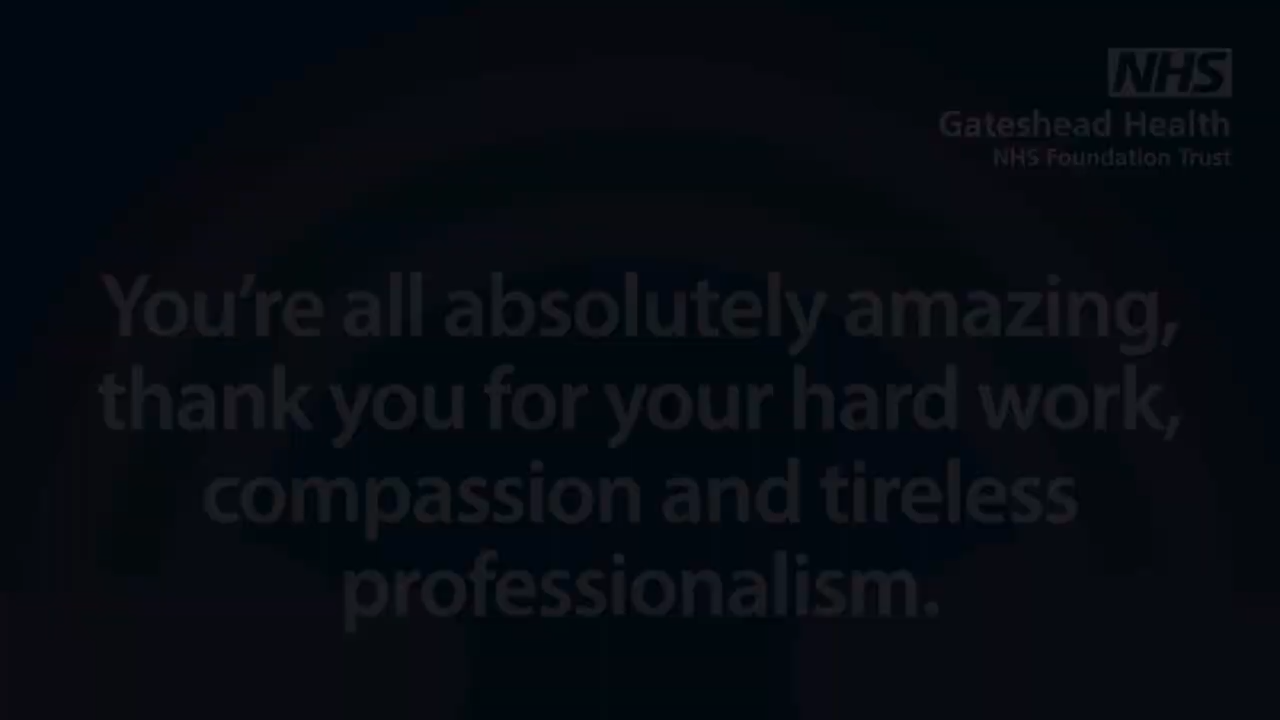 NHS
Gateshead Health
NHS Foundation Trust
You're all absolutely amazing,
thank you for your hard work,
compassion and tireless
professionalism.